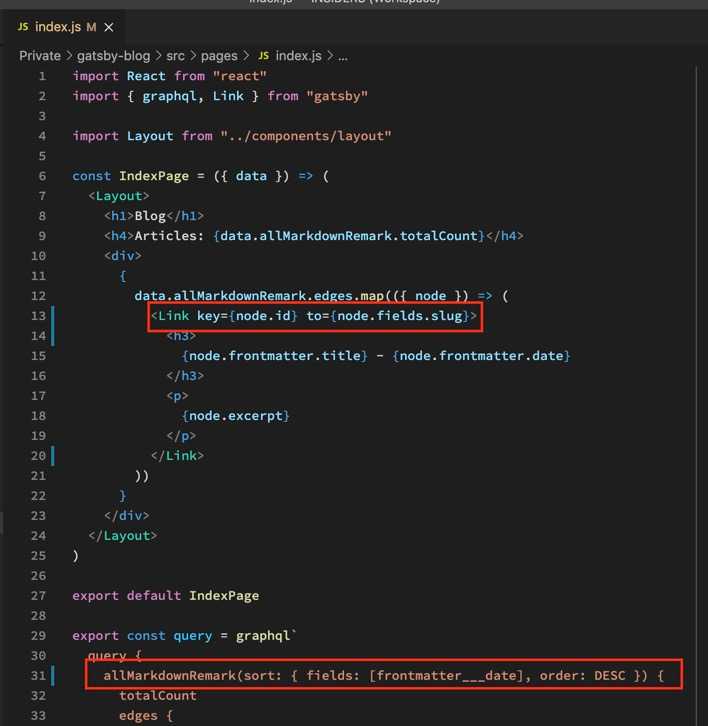 index.js — INSIDERS (Workspace)
JS index.js M ×
Private > gatsby-blog > src > pages > JS index.js > ...
1 import React from "react"
2 import { graphql, Link } from "gatsby"
3
4 import Layout from "../components/layout"
5
6 const IndexPage = ({ data }) => (
7 <Layout>
8 <h1>Blog</h1>
9 <h4>Articles: {data.allMarkdownRemark.totalCount}</h4>
10 <div>
11 {
12 data.allMarkdownRemark.edges.map(({ node }) => (
13 <Link key={node.id} to={node.fields.slug}>
14 <h3>
15 {node.frontmatter.title} - {node.frontmatter.date}
16 </h3>
17 <p>
18 {node.excerpt}
19 </p>
20 </Link>
21 ))
22 }
23 </div>
24 </Layout>
25 )
26
27 export default IndexPage
28
29 export const query = graphql`
30 query {
31 allMarkdownRemark(sort: { fields: [frontmatter___date], order: DESC }) {
32 totalCount
33 edges {